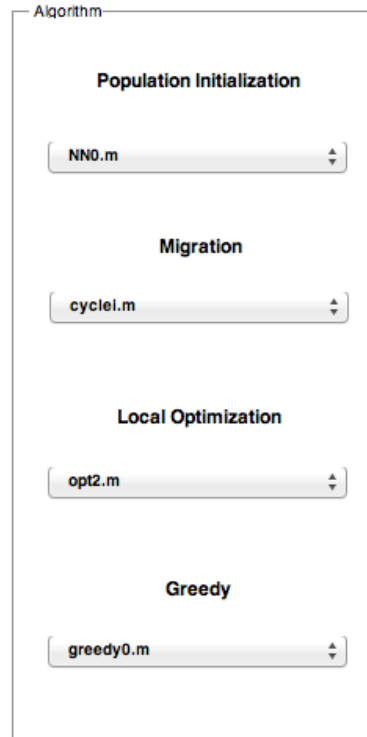 Algorithm
Population Initialization
NN0.m
Migration
cyclei.m
Local Optimization
opt2.m
Greedy
greedy0.m